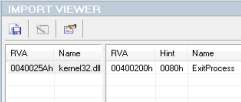 IMPORT VIEWER
RVA Name RVA Hint Name
0040025Ah kernel32.dll 00400200h 0080h ExitProcess